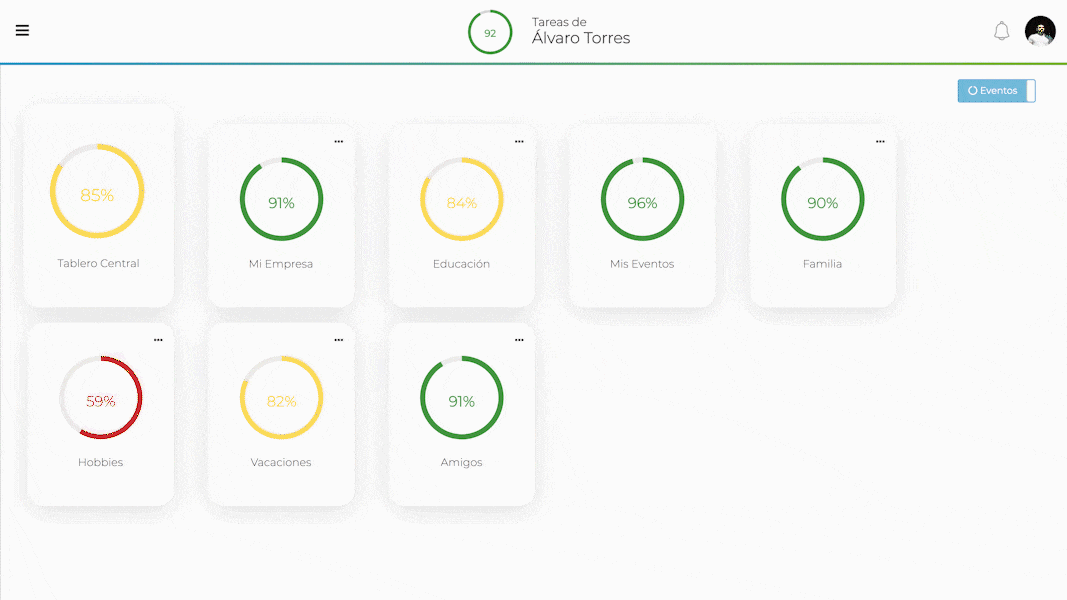 92
Tareas de
Álvaro Torres
Eventos
85%
Tablero Central
91%
Mi Empresa
84%
Educación
96%
Mis Eventos
90%
Familia
59%
Hobbies
82%
Vacaciones
91%
Amigos